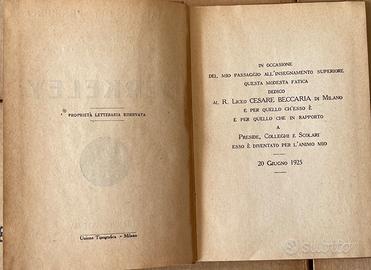 PROPRIETÀ LETTERARIA RISERVATA
Unione Tipografica - Milano
IN OCCASIONE
DEL MIO PASSAGGIO ALL'INSEGNAMENTO SUPERIORE
QUESTA MODESTA FATICA
DEDICO
AL R. LICEO CESARE BECCARIA DI MILANO
E PER QUELLO CH'ESSO È
E PER QUELLO CHE IN RAPPORTO
A
PRESIDE, COLLEGHI E SCOLARI
ESSO È DIVENTATO PER L'ANIMO MIO
20 GIUGNO 1925
subito